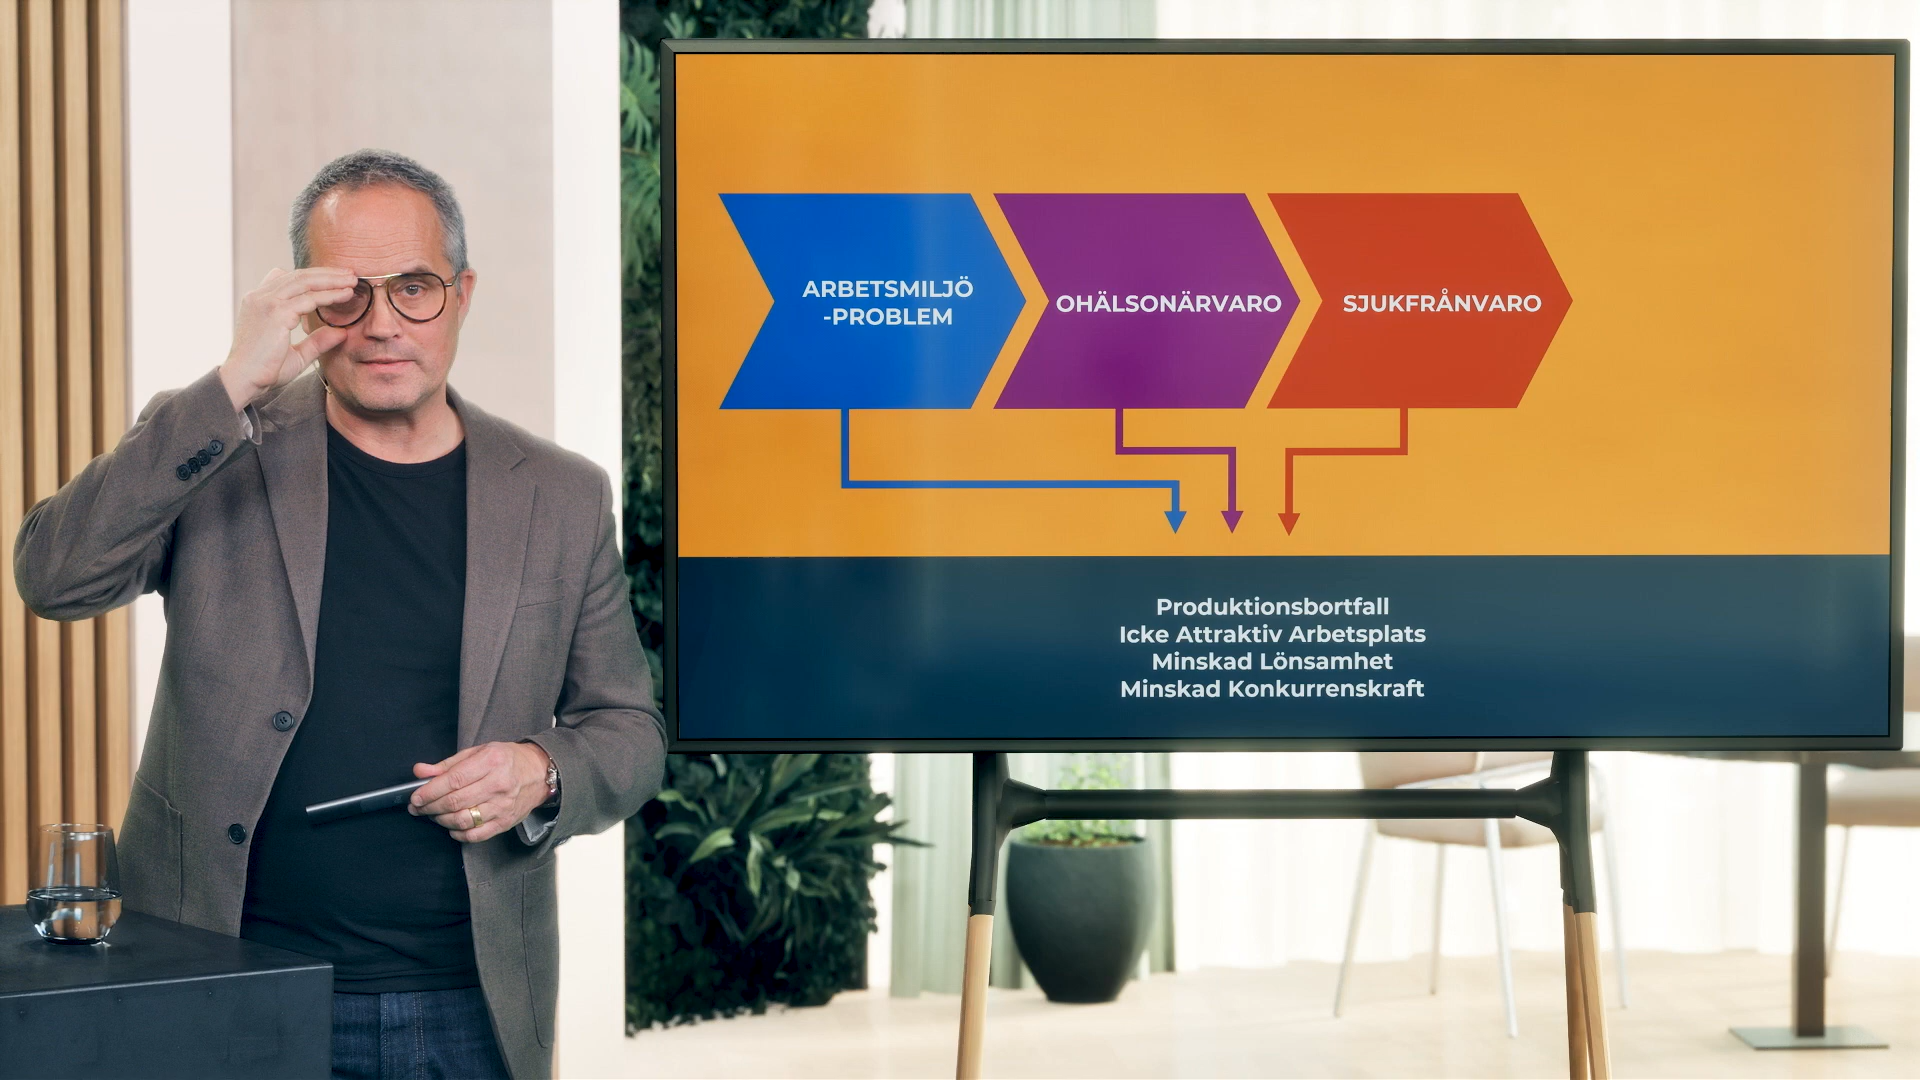 ARBETSMILJÖ
-PROBLEM
OHÄLSONÄRVARO
SJUKFRÅNVARO
Produktionsbortfall
Icke Attraktiv Arbetsplats
Minskad Lönsamhet
Minskad Konkurrenskraft